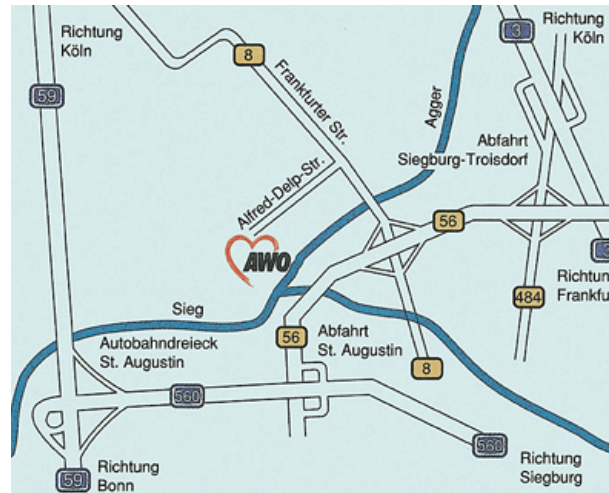 Richtung
Köln
59
8
Frankfurter Str.
Agger
3
Richtung
Köln
Abfahrt
Siegburg-Troisdorf
Alfred-Delp-Str.
56
AWO
3
Richtung
Sieg
484
Autobahndreieck
St. Augustin
56
Abfahrt
St. Augustin
8
560
560
59
Richtung
Bonn
Richtung
Siegburg